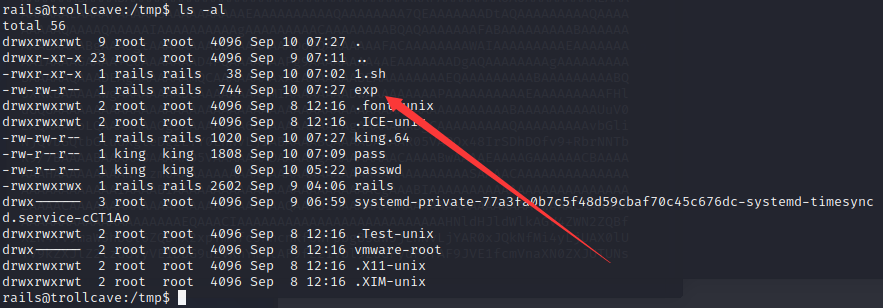 rails@trollcave:/tmp$ ls -al
total 56
drwxrwxrwt  9 root  root  4096 Sep 10 07:27 .
drwxr-xr-x 23 root  root  4096 Sep  9 07:11 ..
-rwxr-xr-x  1 rails rails   38 Sep 10 07:02 1.sh
-rw-rw-r--  1 rails rails  744 Sep 10 07:27 exp
drwxrwxrwt  2 root  root  4096 Sep  8 12:16 .font-unix
drwxrwxrwt  2 root  root  4096 Sep  8 12:16 .ICE-unix
-rw-rw-r--  1 rails rails 1020 Sep 10 07:27 king.64
-rw-r--r--  1 king  king  1808 Sep 10 07:09 pass
-rw-r--r--  1 king  king     0 Sep 10 05:22 passwd
-rwxrwxrwx  1 rails rails 2602 Sep  9 04:06 rails
drwx------  3 root  root  4096 Sep  9 06:59 systemd-private-77a3fa0b7c5f48d59cbaf70c45c676dc-systemd-timesync
d.service-cCT1Ao
drwxrwxrwt  2 root  root  4096 Sep  8 12:16 .Test-unix
drwx------  2 root  root  4096 Sep  8 12:16 vmware-root
drwxrwxrwt  2 root  root  4096 Sep  8 12:16 .X11-unix
drwxrwxrwt  2 root  root  4096 Sep  8 12:16 .XIM-unix
rails@trollcave:/tmp$